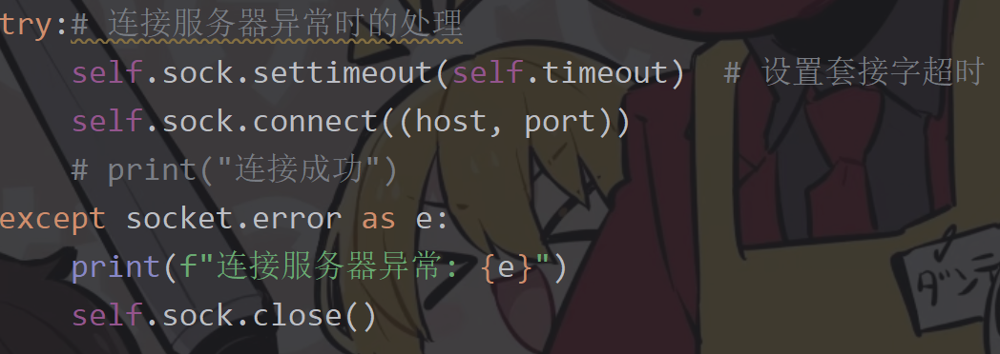 try:# 连接服务器异常时的处理
self.sock.settimeout(self.timeout)  # 设置套接字超时
self.sock.connect((host, port))
# print("连接成功")
except socket.error as e:
print(f"连接服务器异常: {e}")
self.sock.close()
ダンテ